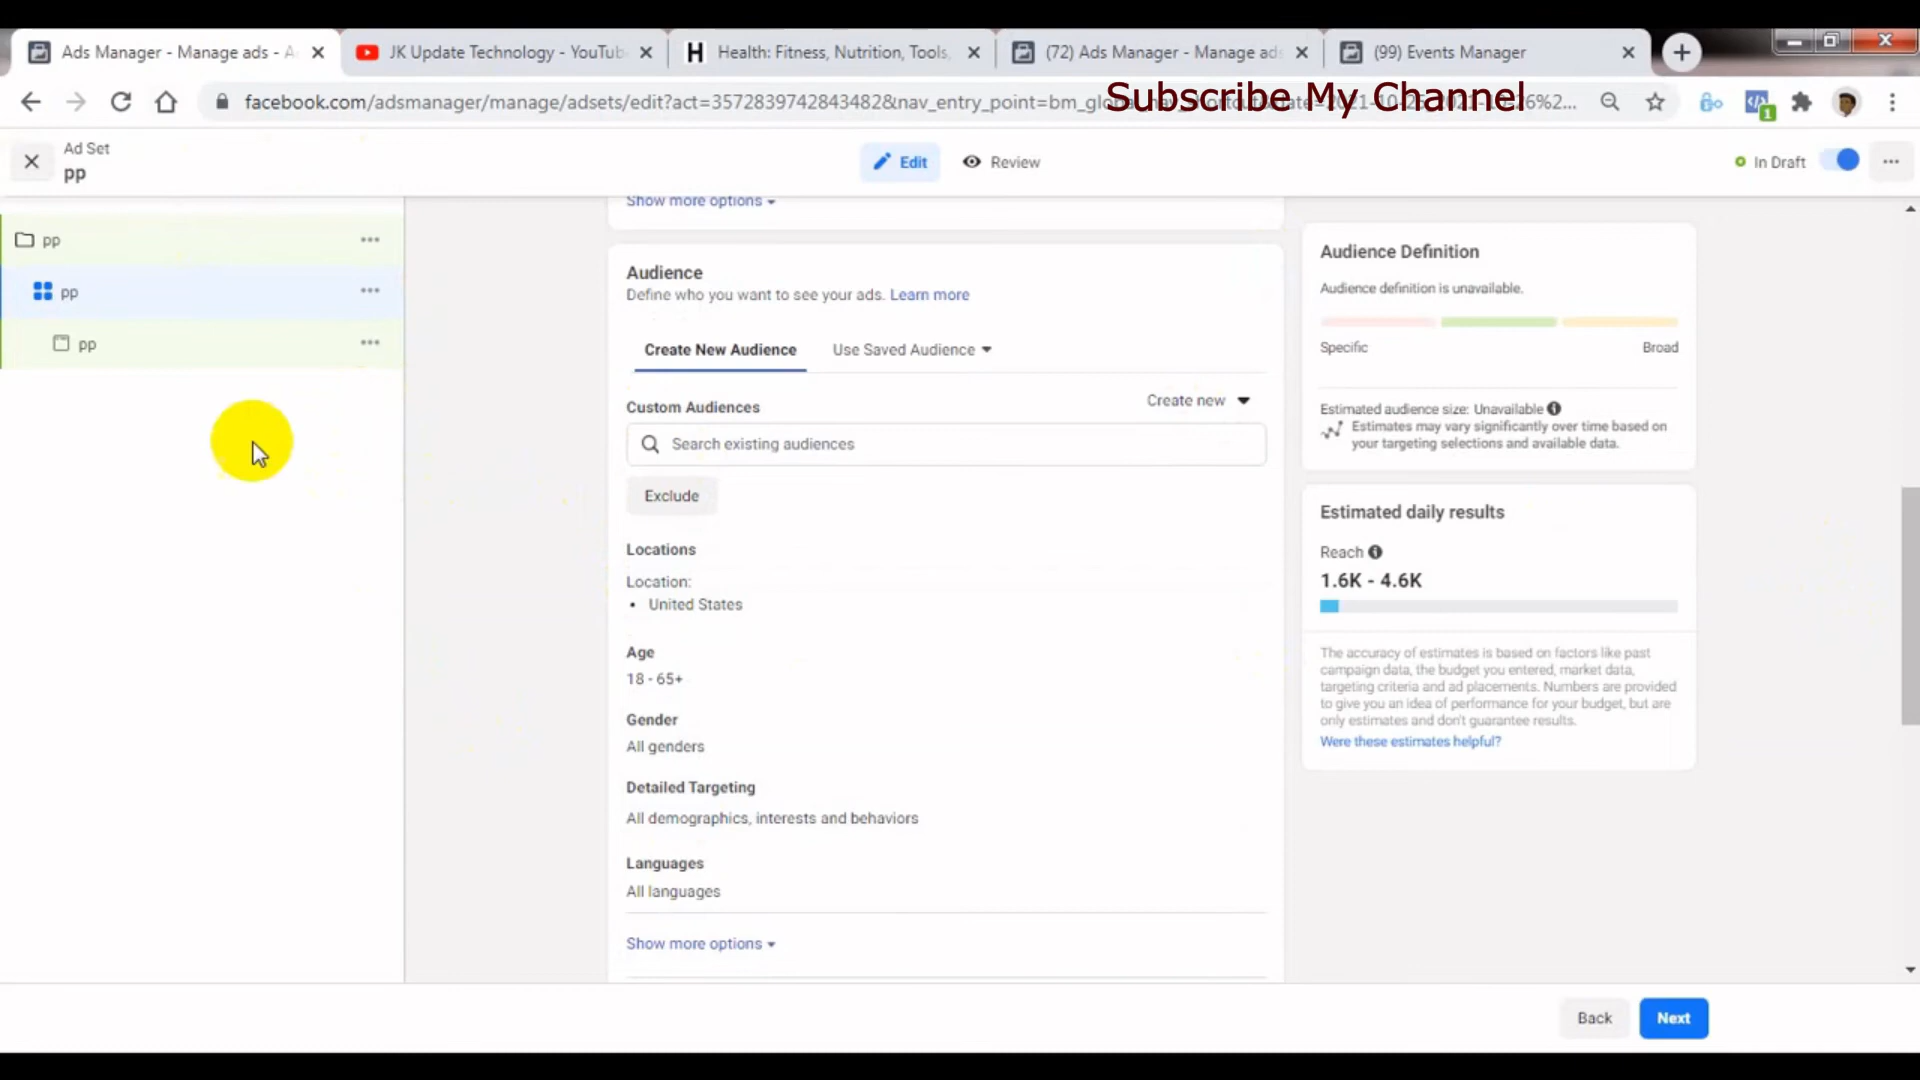 Ads Manager - Manage ads - A
JK Update Technology - YouTub
Health: Fitness, Nutrition, Tools,
(72) Ads Manager - Manage ads
(99) Events Manager
facebook.com/adsmanager/manage/adsets/edit?act=3572839742843482&nav_entry_point=bm_glo
Subscribe My Channel
Ad Set
pp
Edit
Review
In Draft
Show more options
pp
pp
pp
Audience
Define who you want to see your ads. Learn more
Create New Audience
Use Saved Audience
Custom Audiences
Create new
Search existing audiences
Exclude
Locations
Location:
• United States
Age
18 - 65+
Gender
All genders
Detailed Targeting
All demographics, interests and behaviors
Languages
All languages
Show more options
Audience Definition
Audience definition is unavailable.
Specific
Broad
Estimated audience size: Unavailable
Estimates may vary significantly over time based on
your targeting selections and available data.
Estimated daily results
Reach
1.6K - 4.6K
The accuracy of estimates is based on factors like past
campaign data, the budget you entered, market data,
targeting criteria and ad placements. Numbers are provided
to give you an idea of performance for your budget, but are
only estimates and don't guarantee results.
Were these estimates helpful?
Back
Next